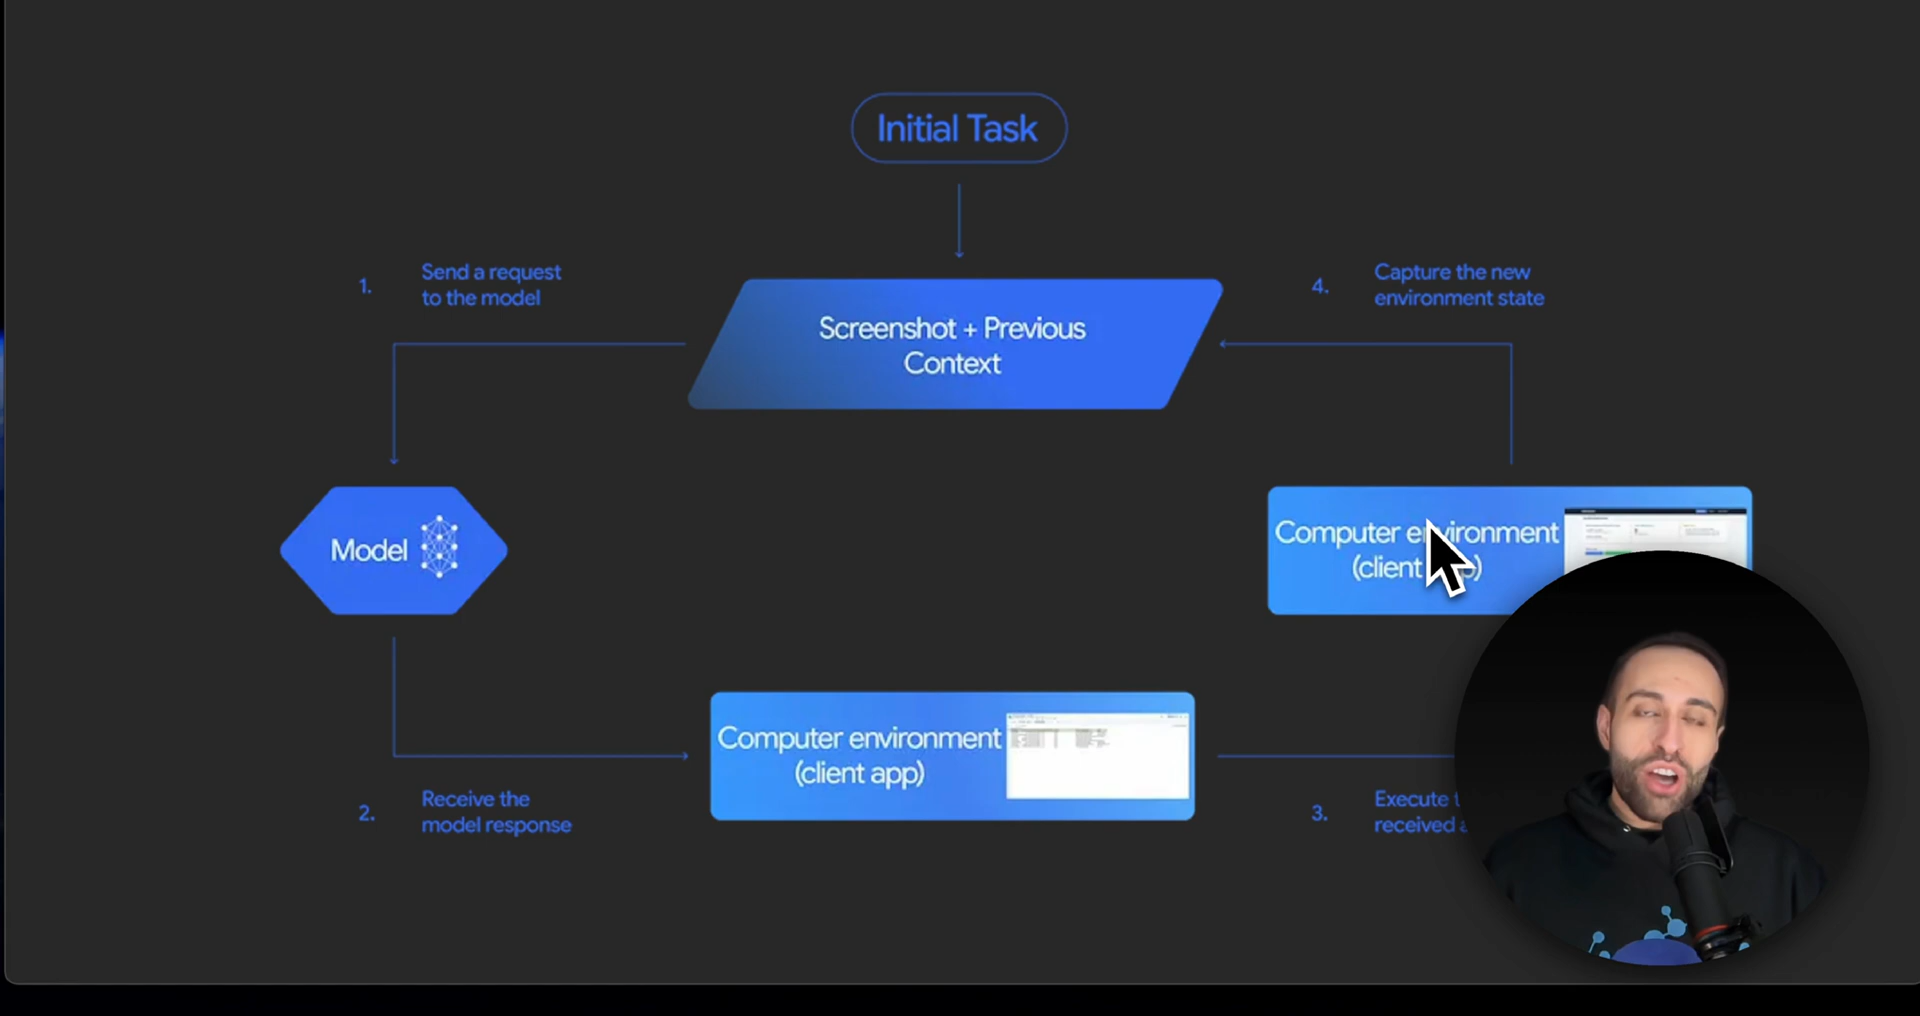 Initial Task
1. Send a request
to the model
Screenshot + Previous
Context
4. Capture the new
environment state
Model
Computer environment
(client
Computer environment
(client app)
2. Receive the
model response
3. Execute
received